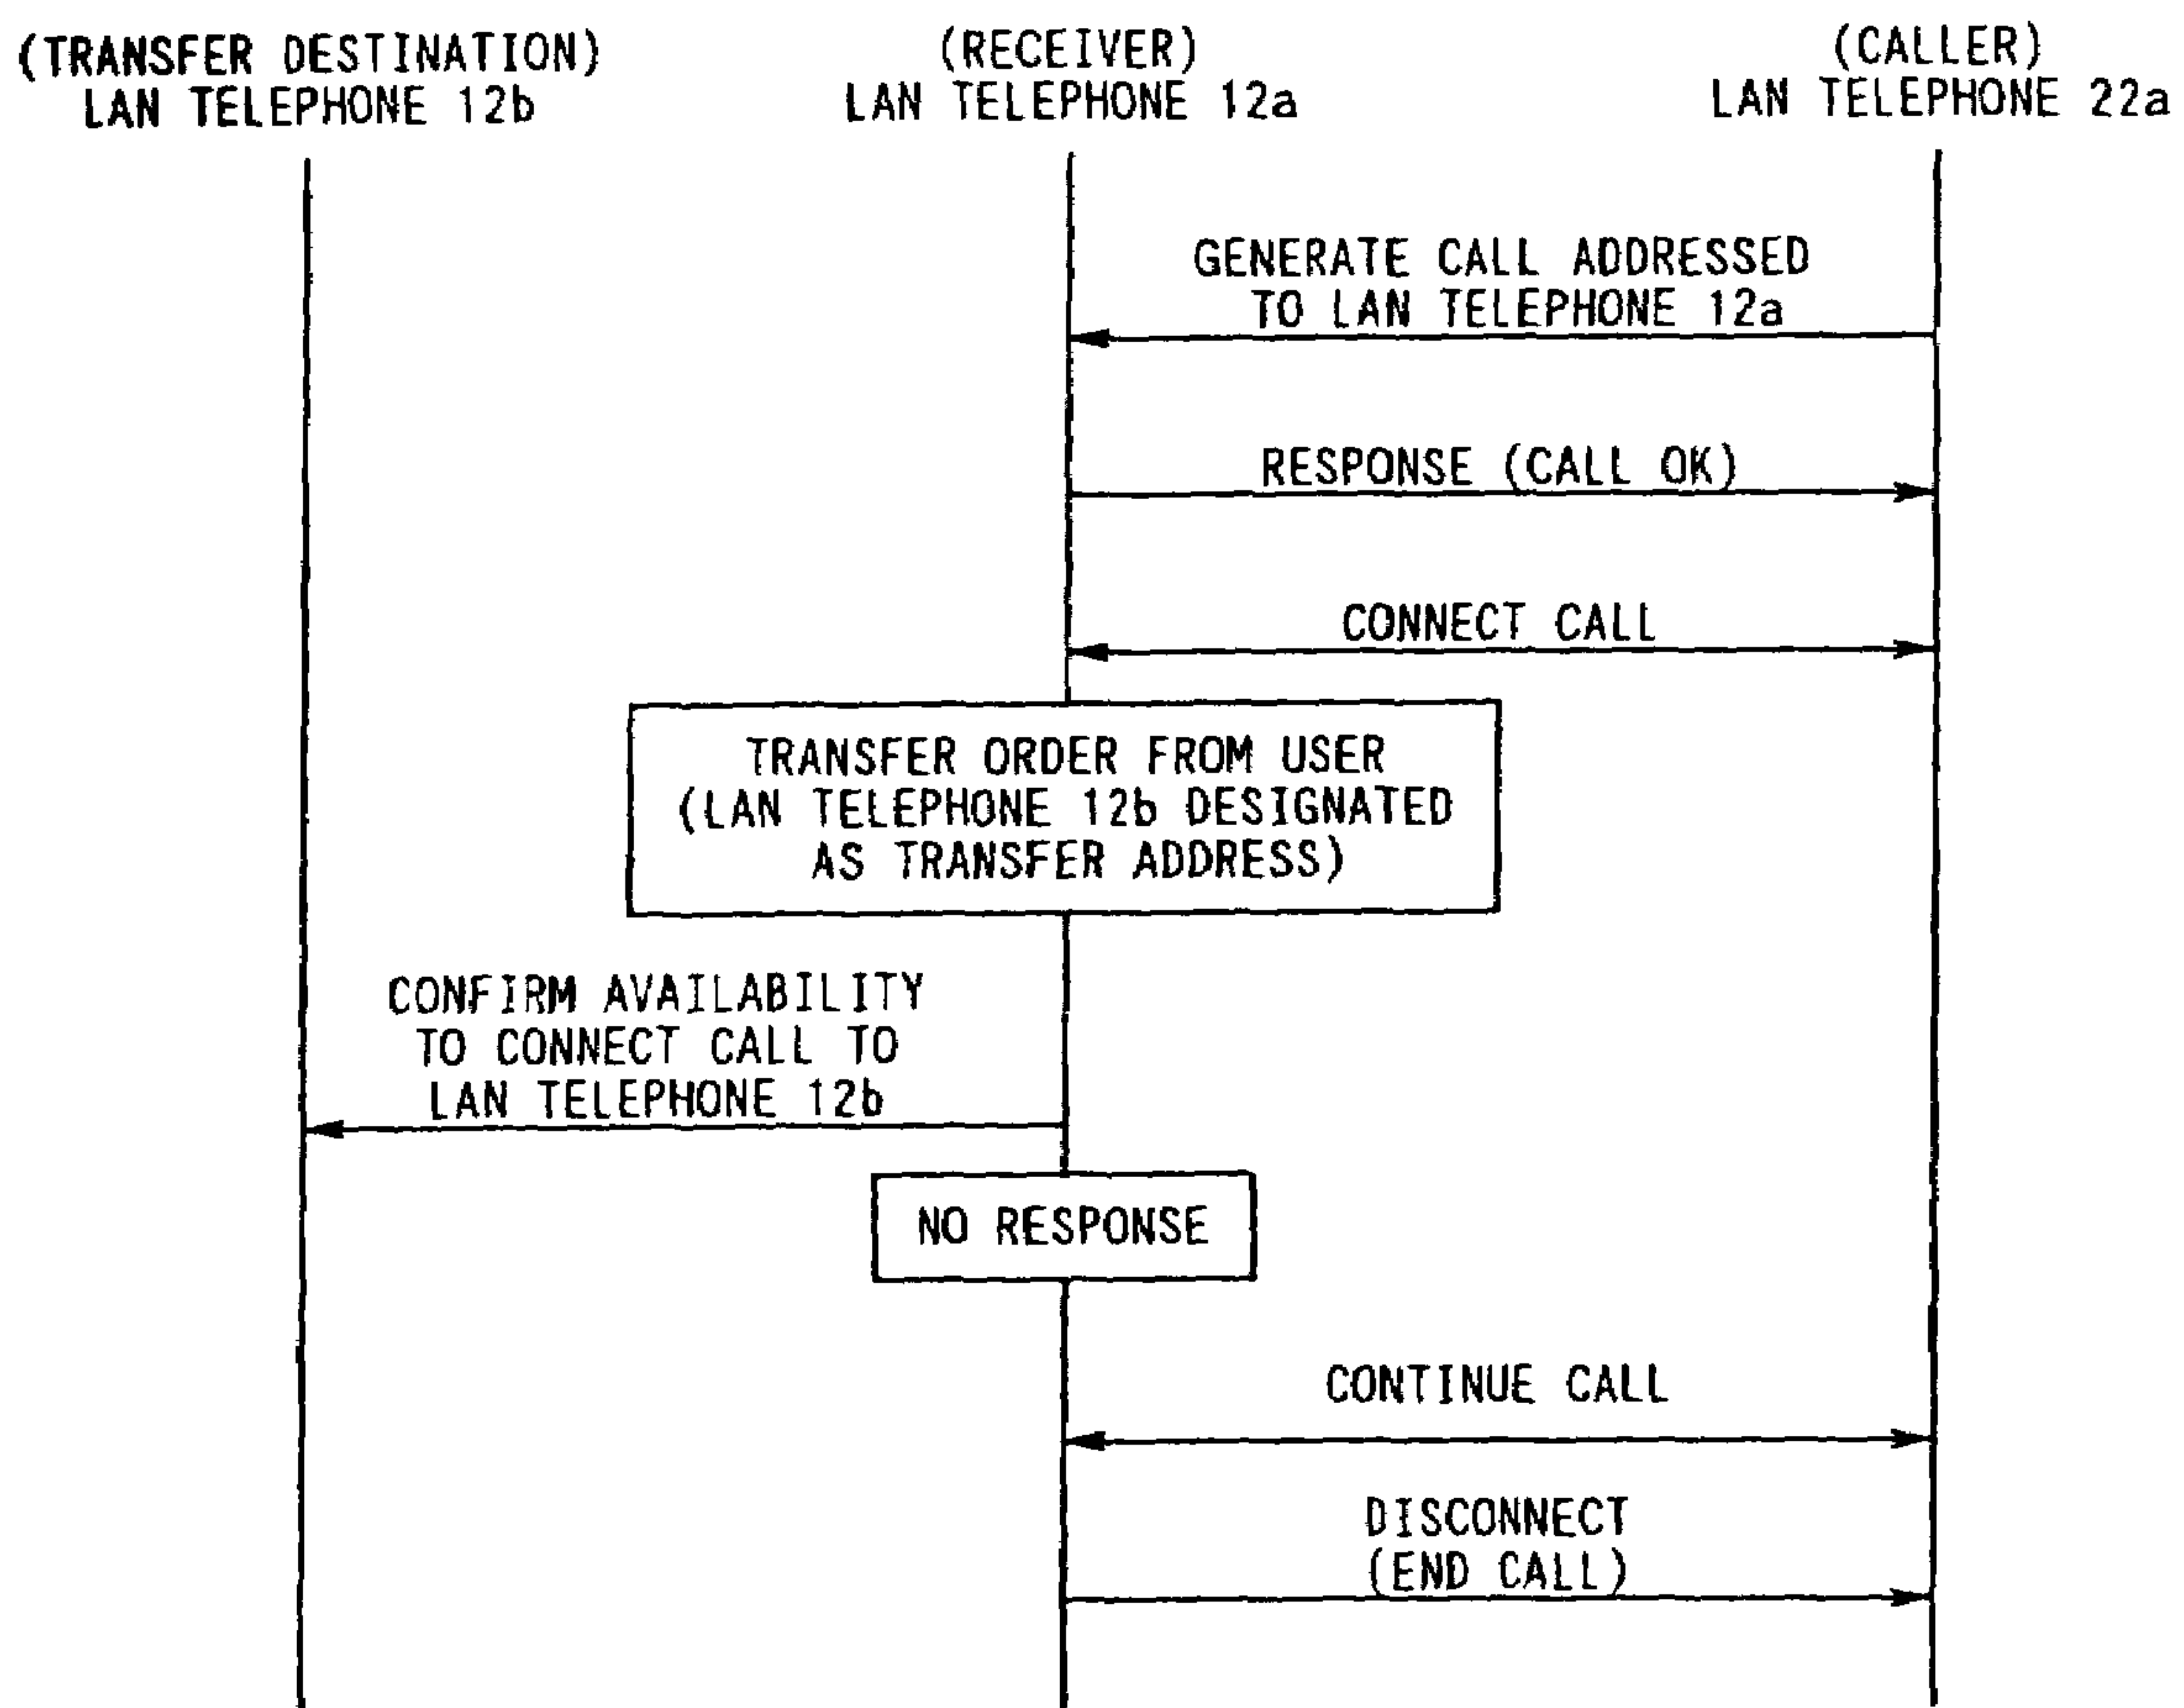 (TRANSFER DESTINATION)
LAN TELEPHONE 12b
(RECEIVER)
LAN TELEPHONE 12a
(CALLER)
LAN TELEPHONE 22a
GENERATE CALL ADDRESSED
TO LAN TELEPHONE 12a
RESPONSE (CALL OK)
CONNECT CALL
TRANSFER ORDER FROM USER
(LAN TELEPHONE 12b DESIGNATED
AS TRANSFER ADDRESS)
CONFIRM AVAILABILITY
TO CONNECT CALL TO
LAN TELEPHONE 12b
NO RESPONSE
CONTINUE CALL
DISCONNECT
(END CALL)